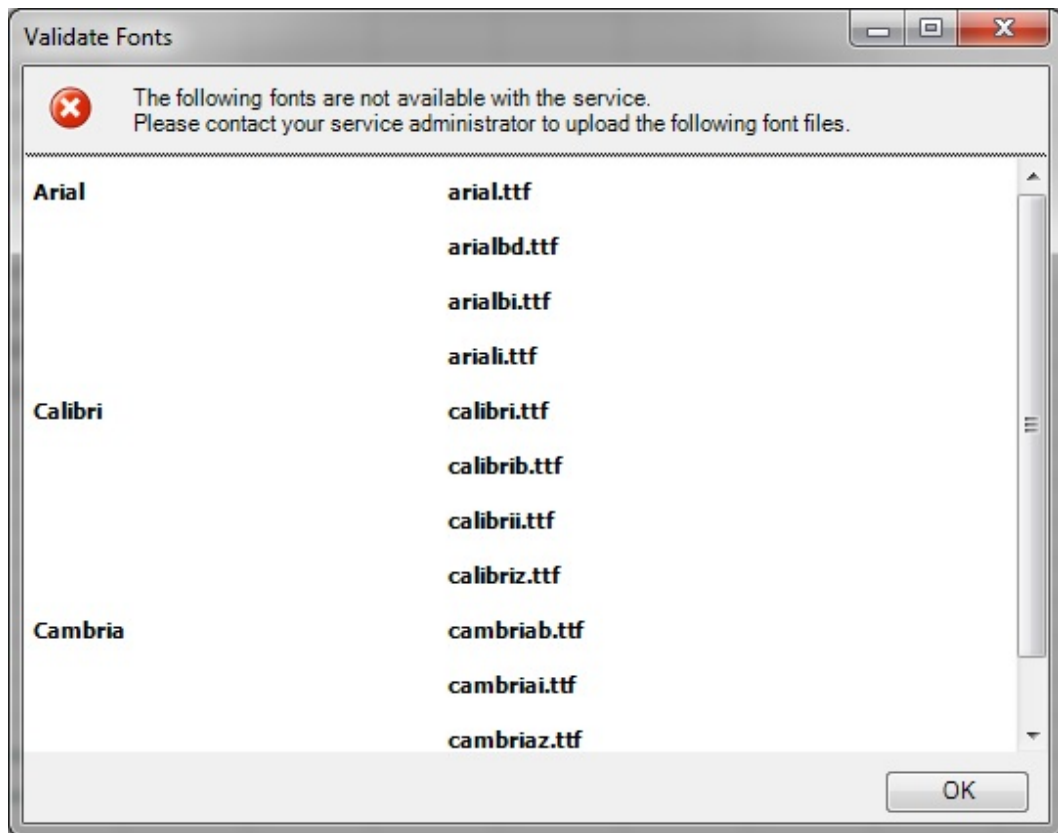 Validate Fonts
The following fonts are not available with the service.
Please contact your service administrator to upload the following font files.
Arial arial.ttf
arialbd.ttf
arialbi.ttf
ariali.ttf
Calibri calibri.ttf
calibrib.ttf
calibrii.ttf
calibriz.ttf
Cambria cambriab.ttf
cambriai.ttf
cambriaz.ttf
OK